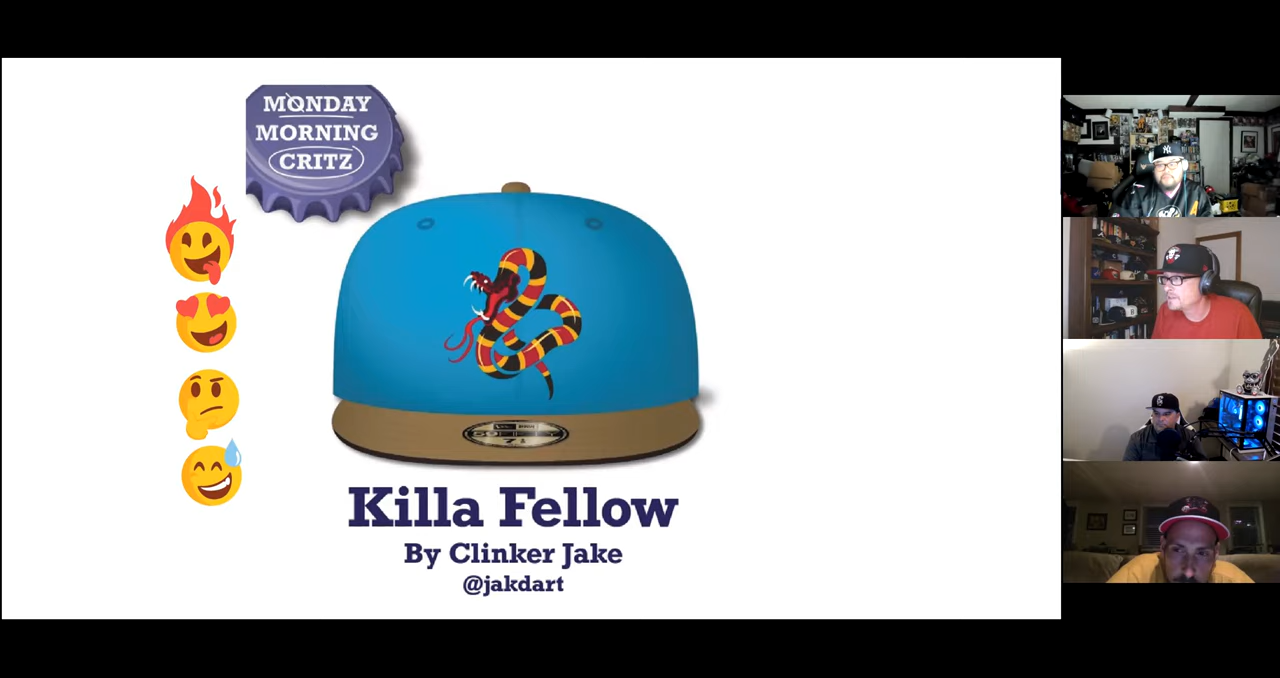 MONDAY
MORNING
CRITZ
Killa Fellow
By Clinker Jake
@jakdart